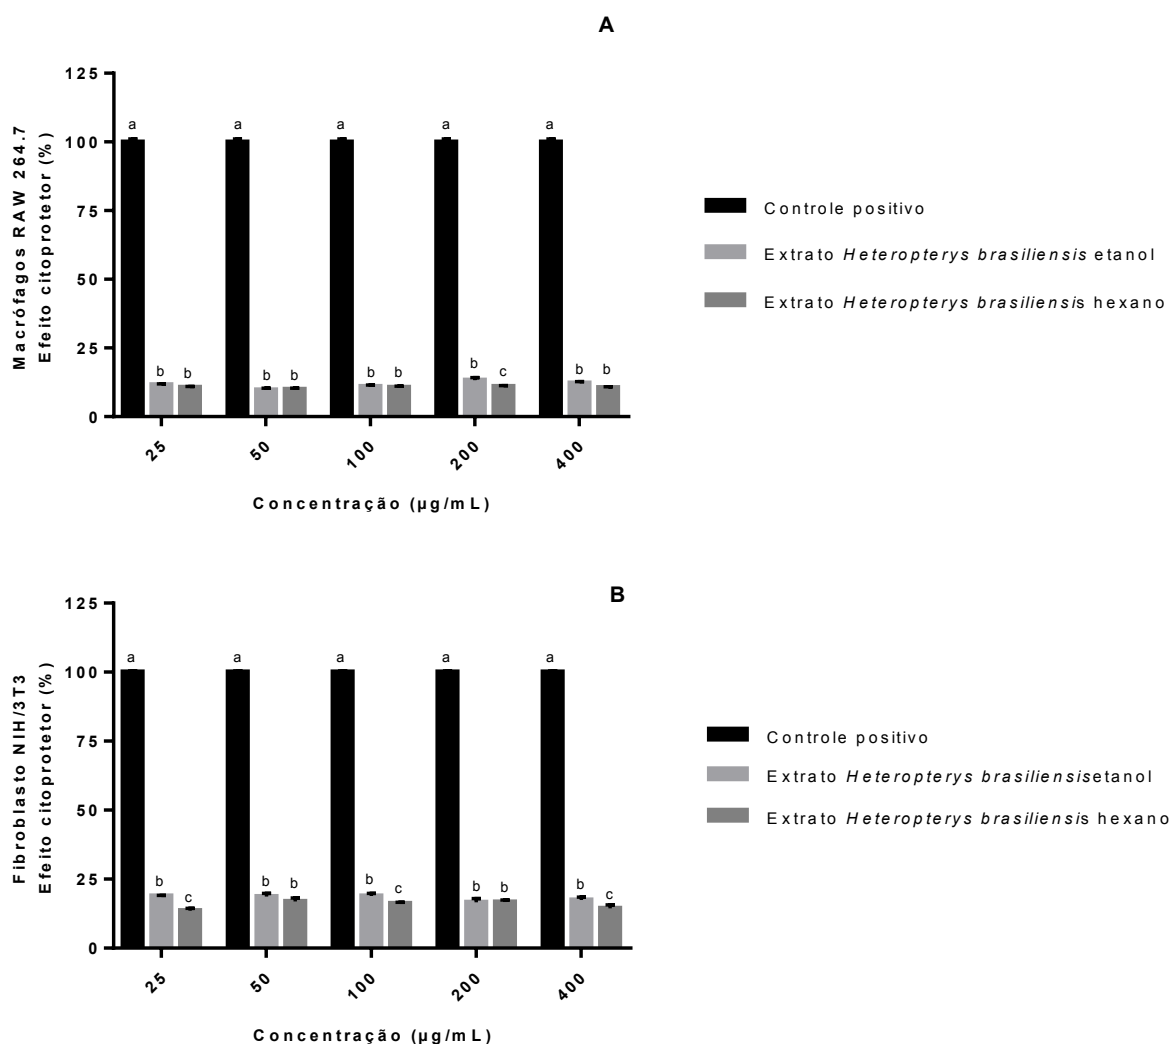 A
Macrófagos RAW 264.7
Efeito citoprotetor (%)
125
100
75
50
25
0
a a a a a
b b b b b b b c b b
25 50 100 200 400
Concentração (µg/mL)
Controle positivo
Extrato Heteropterys brasiliensis etanol
Extrato Heteropterys brasiliensis hexano
B
Fibroblasto NIH/3T3
Efeito citoprotetor (%)
125
100
75
50
25
0
a a a a a
b c b b b c b b b c
25 50 100 200 400
Concentração (µg/mL)
Controle positivo
Extrato Heteropterys brasiliensisetanol
Extrato Heteropterys brasiliensis hexano